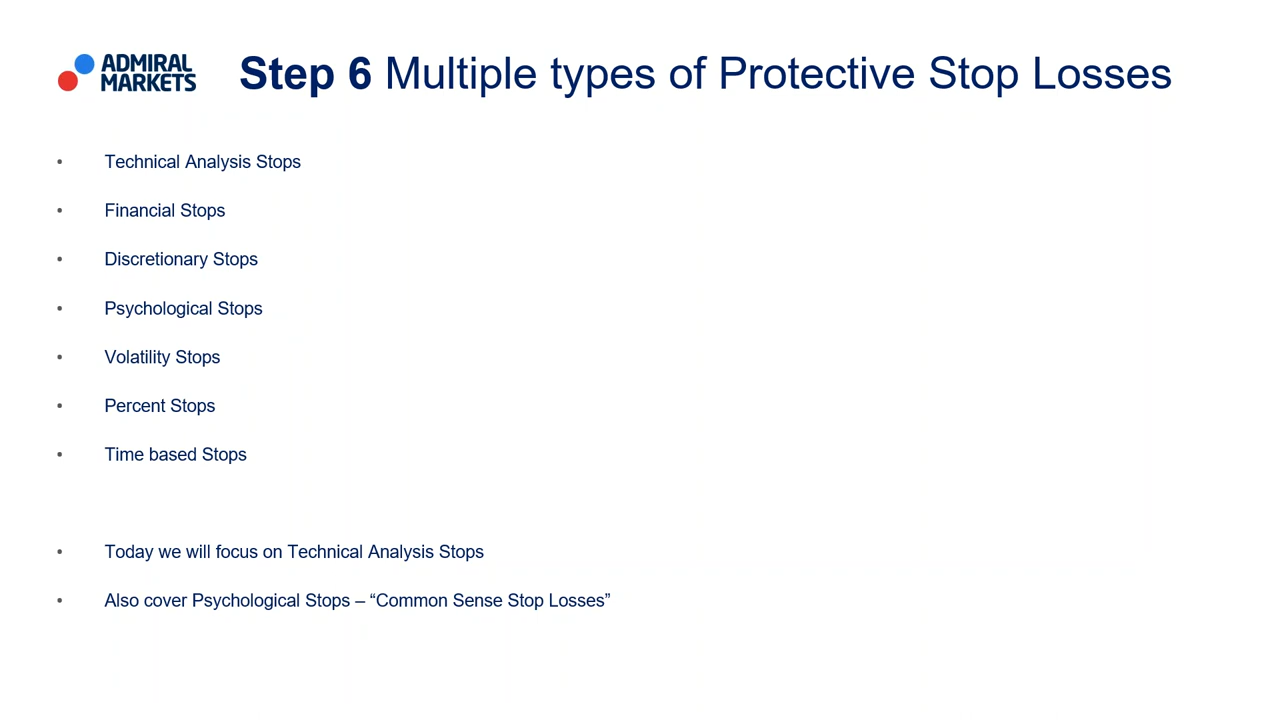 ADMIRAL
MARKETS
Step 6 Multiple types of Protective Stop Losses
• Technical Analysis Stops
• Financial Stops
• Discretionary Stops
• Psychological Stops
• Volatility Stops
• Percent Stops
• Time based Stops
• Today we will focus on Technical Analysis Stops
• Also cover Psychological Stops – “Common Sense Stop Losses”